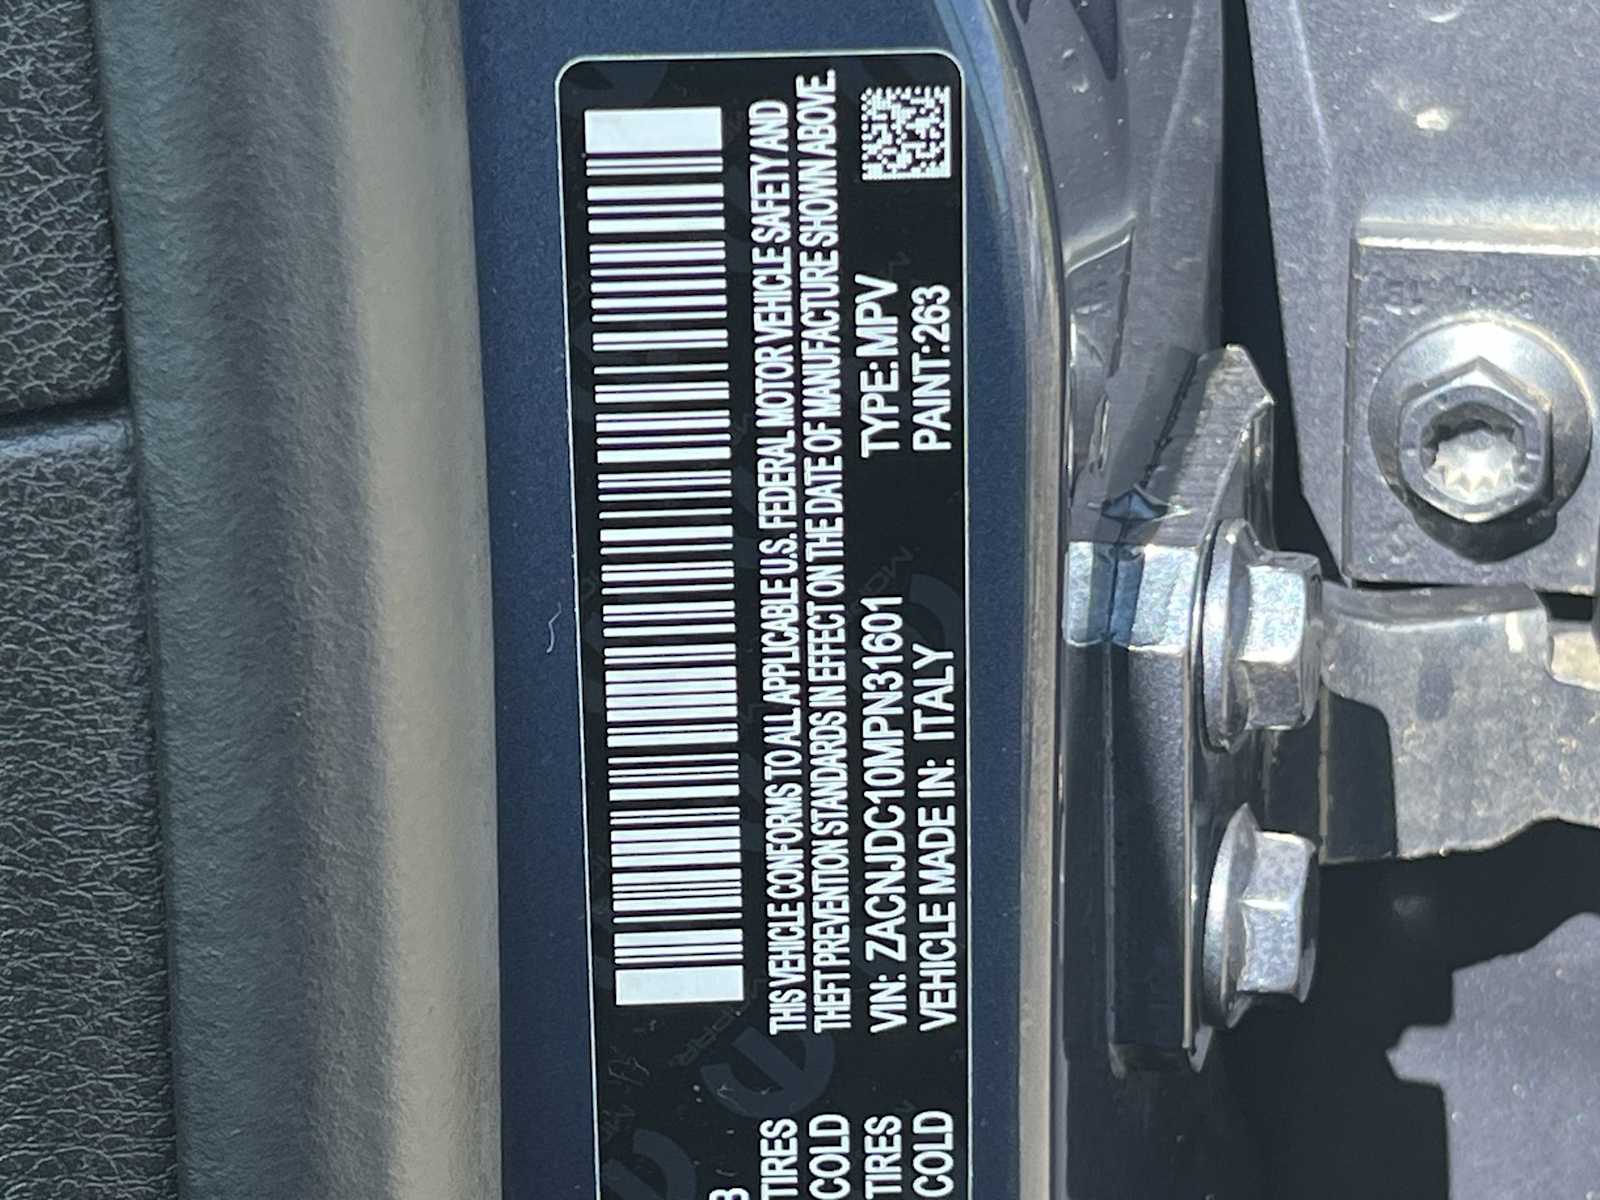 THIS VEHICLE CONFORMS TO ALL APPLICABLE U.S. FEDERAL MOTOR VEHICLE SAFETY AND
THEFT PREVENTION STANDARDS IN EFFECT ON THE DATE OF MANUFACTURE SHOWN ABOVE.
VIN: ZACNJDC10MPN31601 TYPE: MPV
VEHICLE MADE IN: ITALY PAINT:263
TIRES
COLD
TIRES
COLD